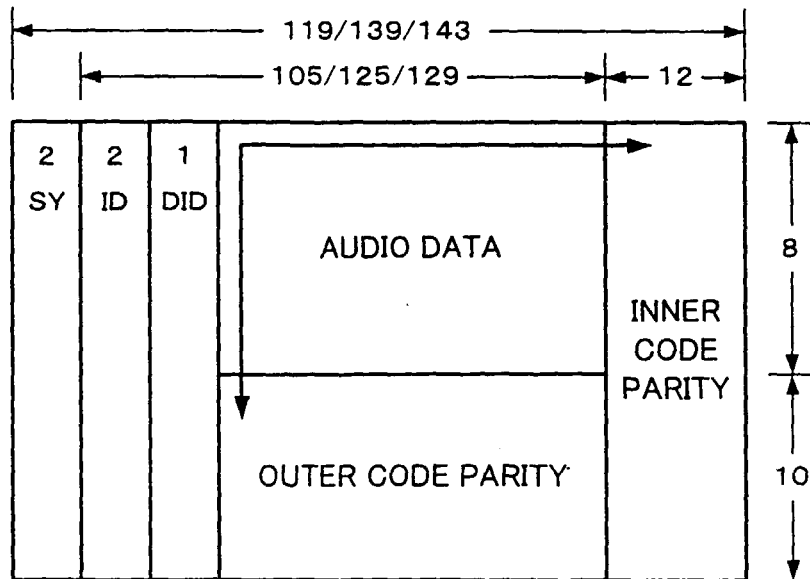 119/139/143
105/125/129
12
2 2 1
SY ID DID
AUDIO DATA
8
INNER
CODE
PARITY
OUTER CODE PARITY
10